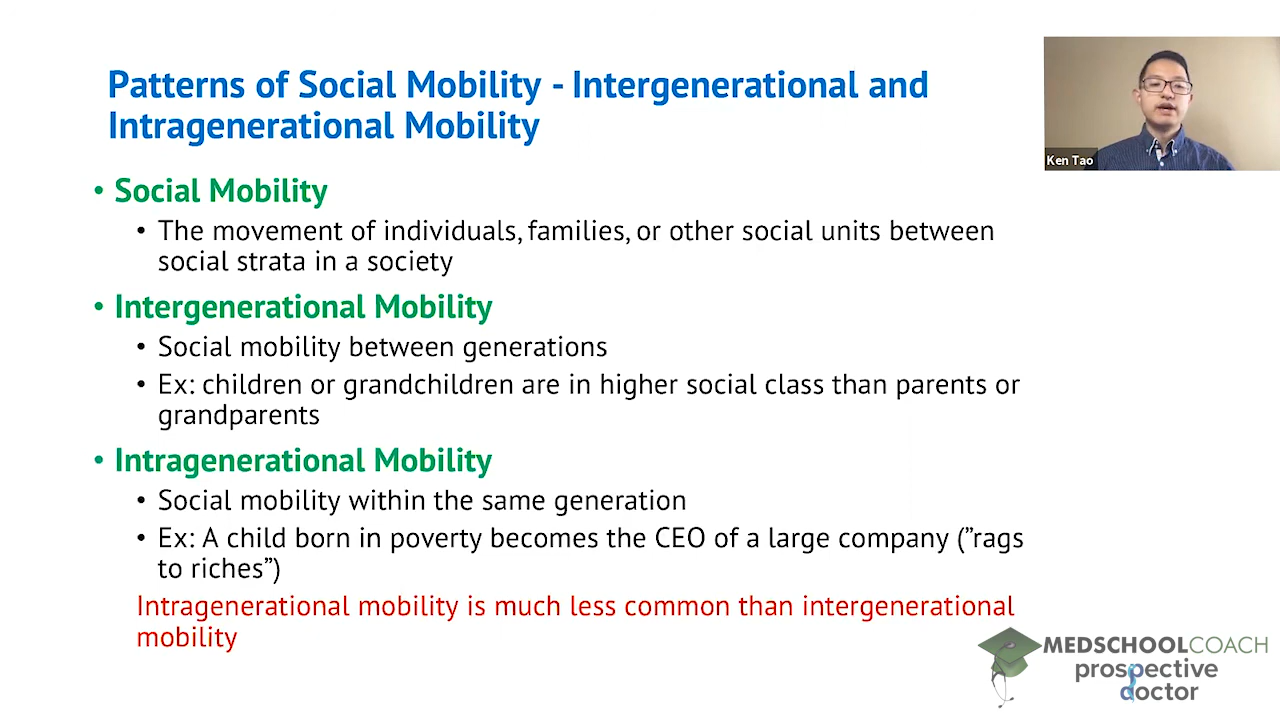 Patterns of Social Mobility - Intergenerational and
Intragenerational Mobility
• Social Mobility
• The movement of individuals, families, or other social units between
social strata in a society
• Intergenerational Mobility
• Social mobility between generations
• Ex: children or grandchildren are in higher social class than parents or
grandparents
• Intragenerational Mobility
• Social mobility within the same generation
• Ex: A child born in poverty becomes the CEO of a large company (”rags
to riches”)
Intragenerational mobility is much less common than intergenerational
mobility
Ken Tao
MEDSCHOOLCOACH
prospective
doctor